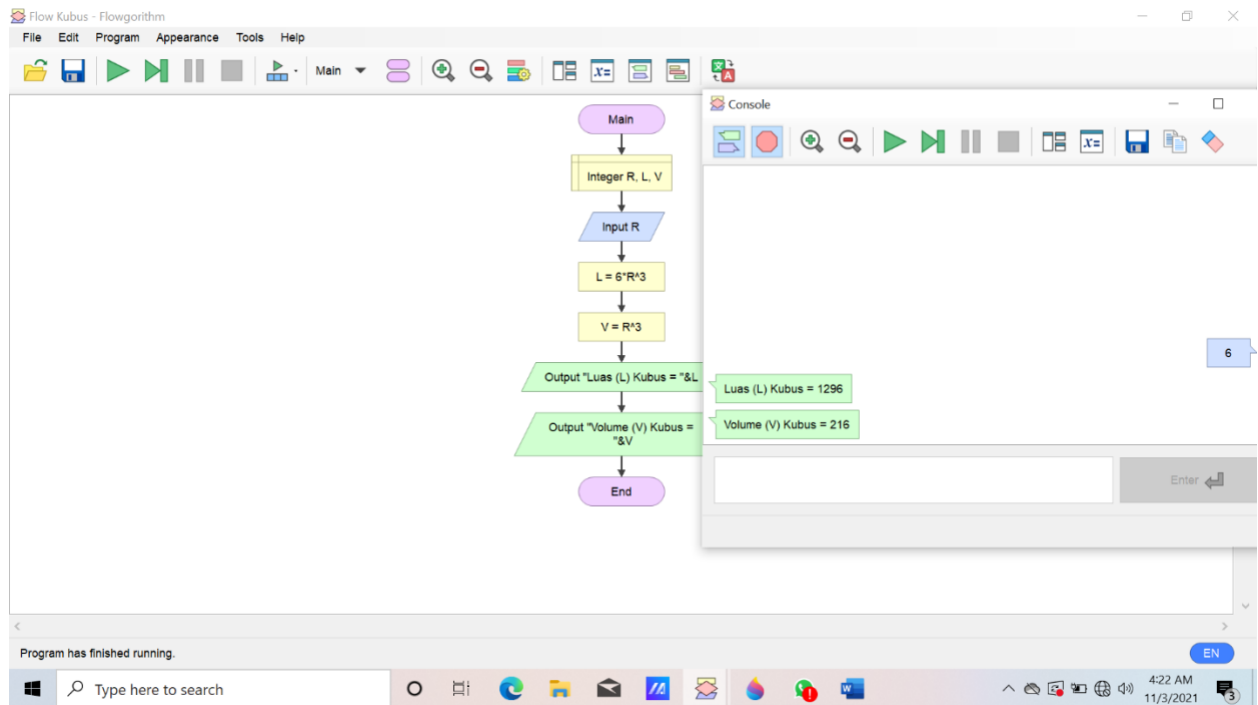 Flow Kubus - Flowgorithm
File Edit Program Appearance Tools Help
Main
Main
Integer R, L, V
Input R
L = 6*R^3
V = R^3
Output "Luas (L) Kubus = "&L
Output "Volume (V) Kubus =
"&V
End
Console
x=
6
Luas (L) Kubus = 1296
Volume (V) Kubus = 216
Enter
Program has finished running.
EN
Type here to search
4:22 AM
11/3/2021
3